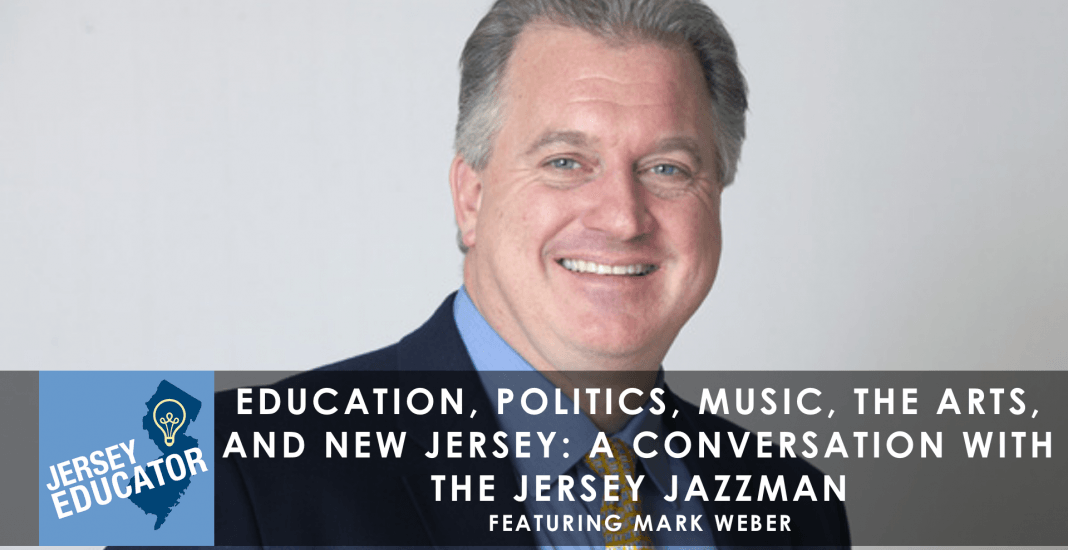 JERSEY
EDUCATOR
EDUCATION, POLITICS, MUSIC, THE ARTS,
AND NEW JERSEY: A CONVERSATION WITH
THE JERSEY JAZZMAN
FEATURING MARK WEBER